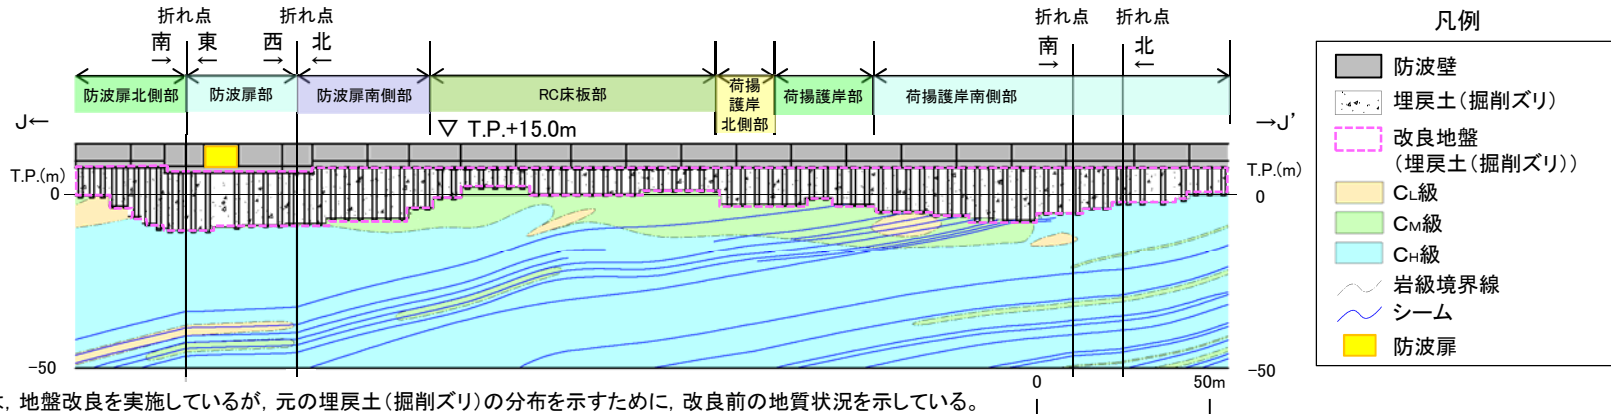 折れ点 折れ点 折れ点 折れ点
南→ 東← 西→ 北← 南→ 北←
防波扉北側部 防波扉部 防波扉南側部 RC床板部 荷揚護岸北側部 荷揚護岸部 荷揚護岸南側部
J← →J’
▽ T.P.+15.0m
T.P.(m) T.P.(m)
0 0
-50 -50
0 50m
は，地盤改良を実施しているが，元の埋戻土(掘削ズリ)の分布を示すために，改良前の地質状況を示している。
凡例
防波壁
埋戻土(掘削ズリ)
改良地盤
(埋戻土(掘削ズリ))
CL級
CM級
CH級
岩級境界線
シーム
防波扉